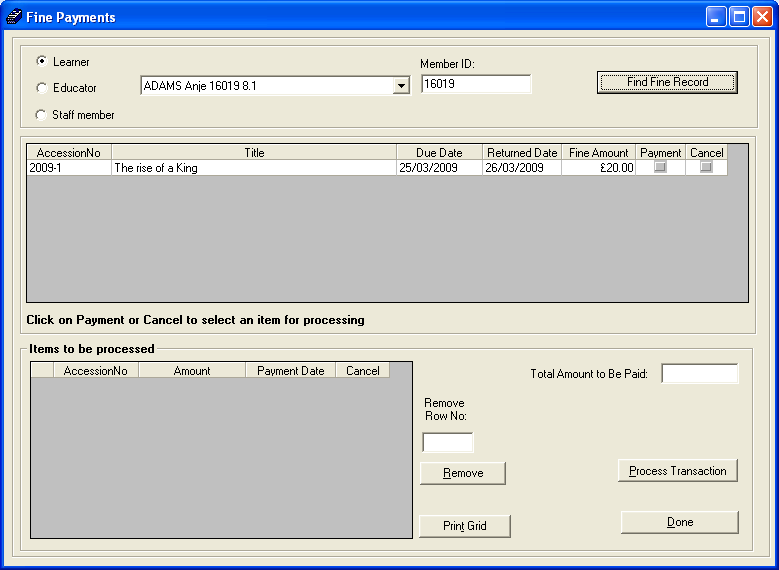 Fine Payments
Learner
Educator
Staff member
ADAMS Anje 16019 8.1
Member ID:
16019
Find Fine Record
AccessionNo Title Due Date Returned Date Fine Amount Payment Cancel
2009-1 The rise of a King 25/03/2009 26/03/2009 £20.00
Click on Payment or Cancel to select an item for processing
Items to be processed
AccessionNo Amount Payment Date Cancel
Total Amount to Be Paid:
Remove
Row No:
Remove
Process Transaction
Print Grid
Done